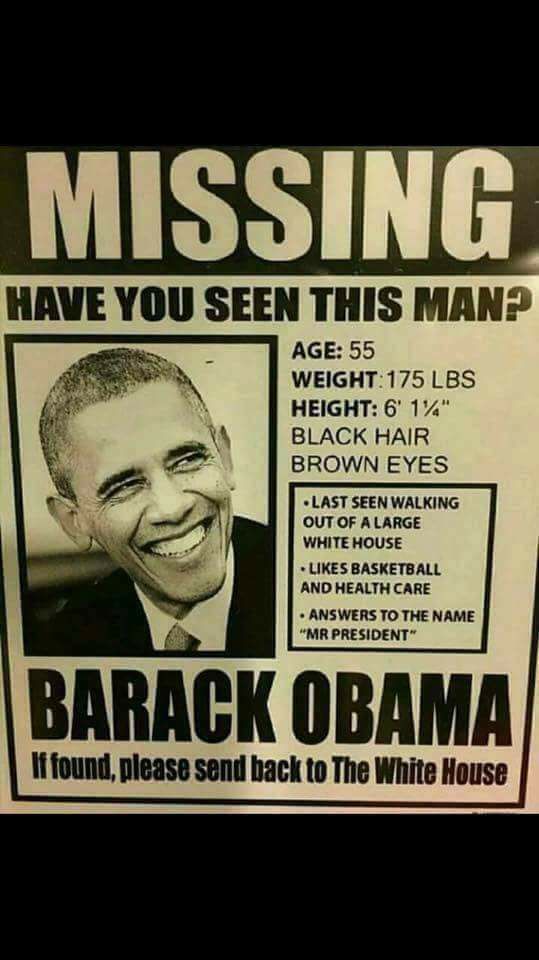 MISSING
HAVE YOU SEEN THIS MAN?
AGE: 55
WEIGHT: 175 LBS
HEIGHT: 6' 1¼"
BLACK HAIR
BROWN EYES
• LAST SEEN WALKING
OUT OF A LARGE
WHITE HOUSE
• LIKES BASKETBALL
AND HEALTH CARE
• ANSWERS TO THE NAME
"MR PRESIDENT"
BARACK OBAMA
If found, please send back to The White House